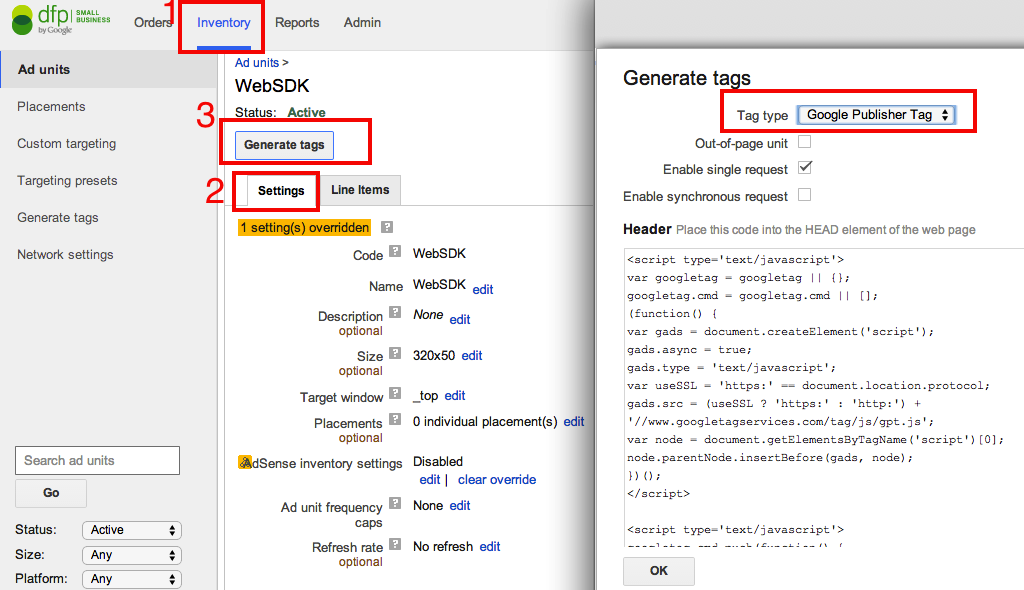 dfp SMALL BUSINESS
by Google
1
Orders Inventory Reports Admin
Ad units
Placements
Custom targeting
Targeting presets
Generate tags
Network settings
Search ad units
Go
Status: Active
Size: Any
Platform: Any
Ad units >
WebSDK
Status: Active
3
Generate tags
2
Settings Line Items
1 setting(s) overridden ?
Code ? WebSDK
Name WebSDK edit
Description ? None edit
optional
Size ? 320x50 edit
optional
Target window ? _top edit
Placements ? 0 individual placement(s) edit
optional
AdSense inventory settings Disabled
edit | clear override
Ad unit frequency caps ? None edit
Refresh rate ? No refresh edit
optional
Generate tags
Tag type Google Publisher Tag
Out-of-page unit
Enable single request
Enable synchronous request
Header Place this code into the HEAD element of the web page
<script type='text/javascript'>
var googletag = googletag || {};
googletag.cmd = googletag.cmd || [];
(function() {
var gads = document.createElement('script');
gads.async = true;
gads.type = 'text/javascript';
var useSSL = 'https:' == document.location.protocol;
gads.src = (useSSL ? 'https:' : 'http:') +
'//www.googletagservices.com/tag/js/gpt.js';
var node = document.getElementsByTagName('script')[0];
node.parentNode.insertBefore(gads, node);
})();
</script>
<script type='text/javascript'>
googletag.cmd.push(function() {
OK